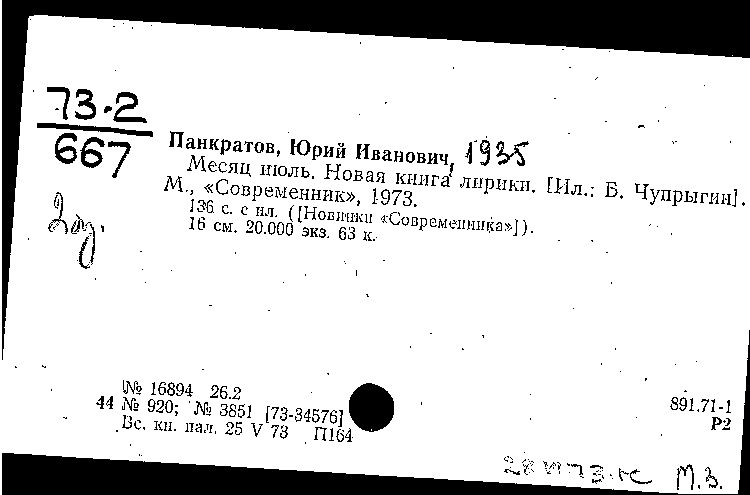 73-2
667
2 оз.
Панкратов, Юрий Иванович, 1935
Месяц июль. Новая книга лирики. [Ил.: Б. Чупрыгин].
М., «Современник», 1973.
136 с. с ил. ([Новинки «Современника»]).
16 см. 20.000 экз. 63 к.
№ 16894 26.2
44 № 920; № 3851 [73-34576]
Вс. кн. пал. 25 V 73 П164
891.71-1
Р2
М.З.